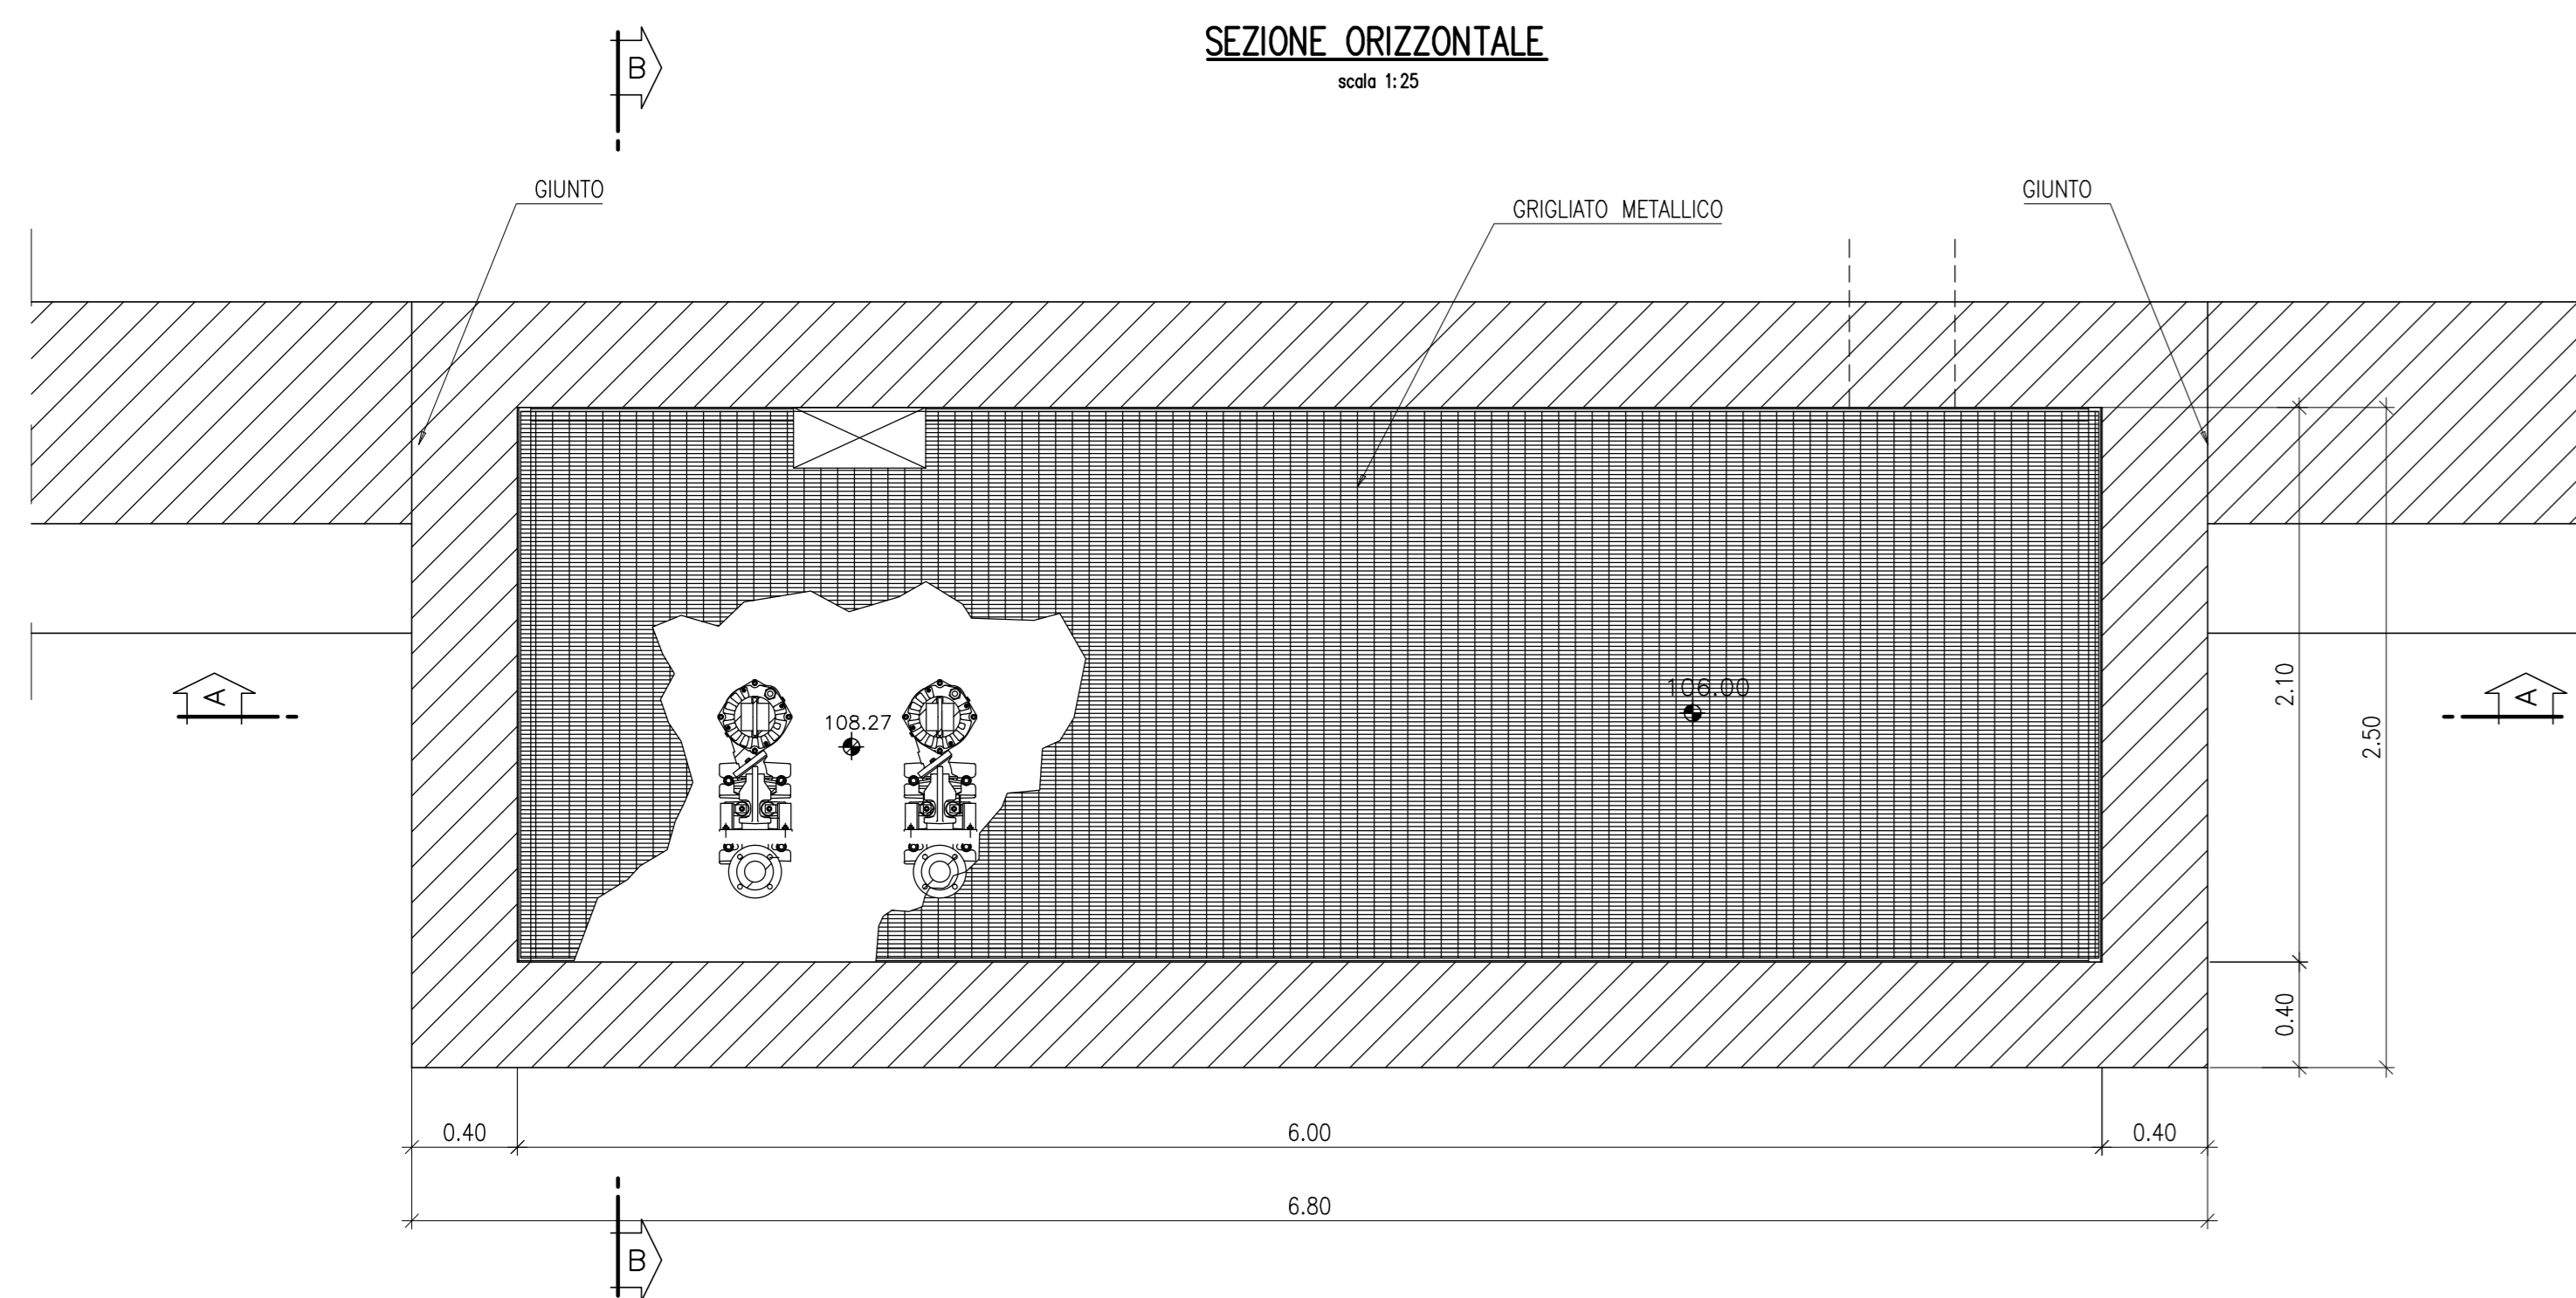 SEZIONE ORIZZONTALE
scala 1:25
B
GIUNTO
GRIGLIATO METALLICO
GIUNTO
A
108.27
106.00
2.10
2.50
A
0.40
0.40
6.00
0.40
6.80
B